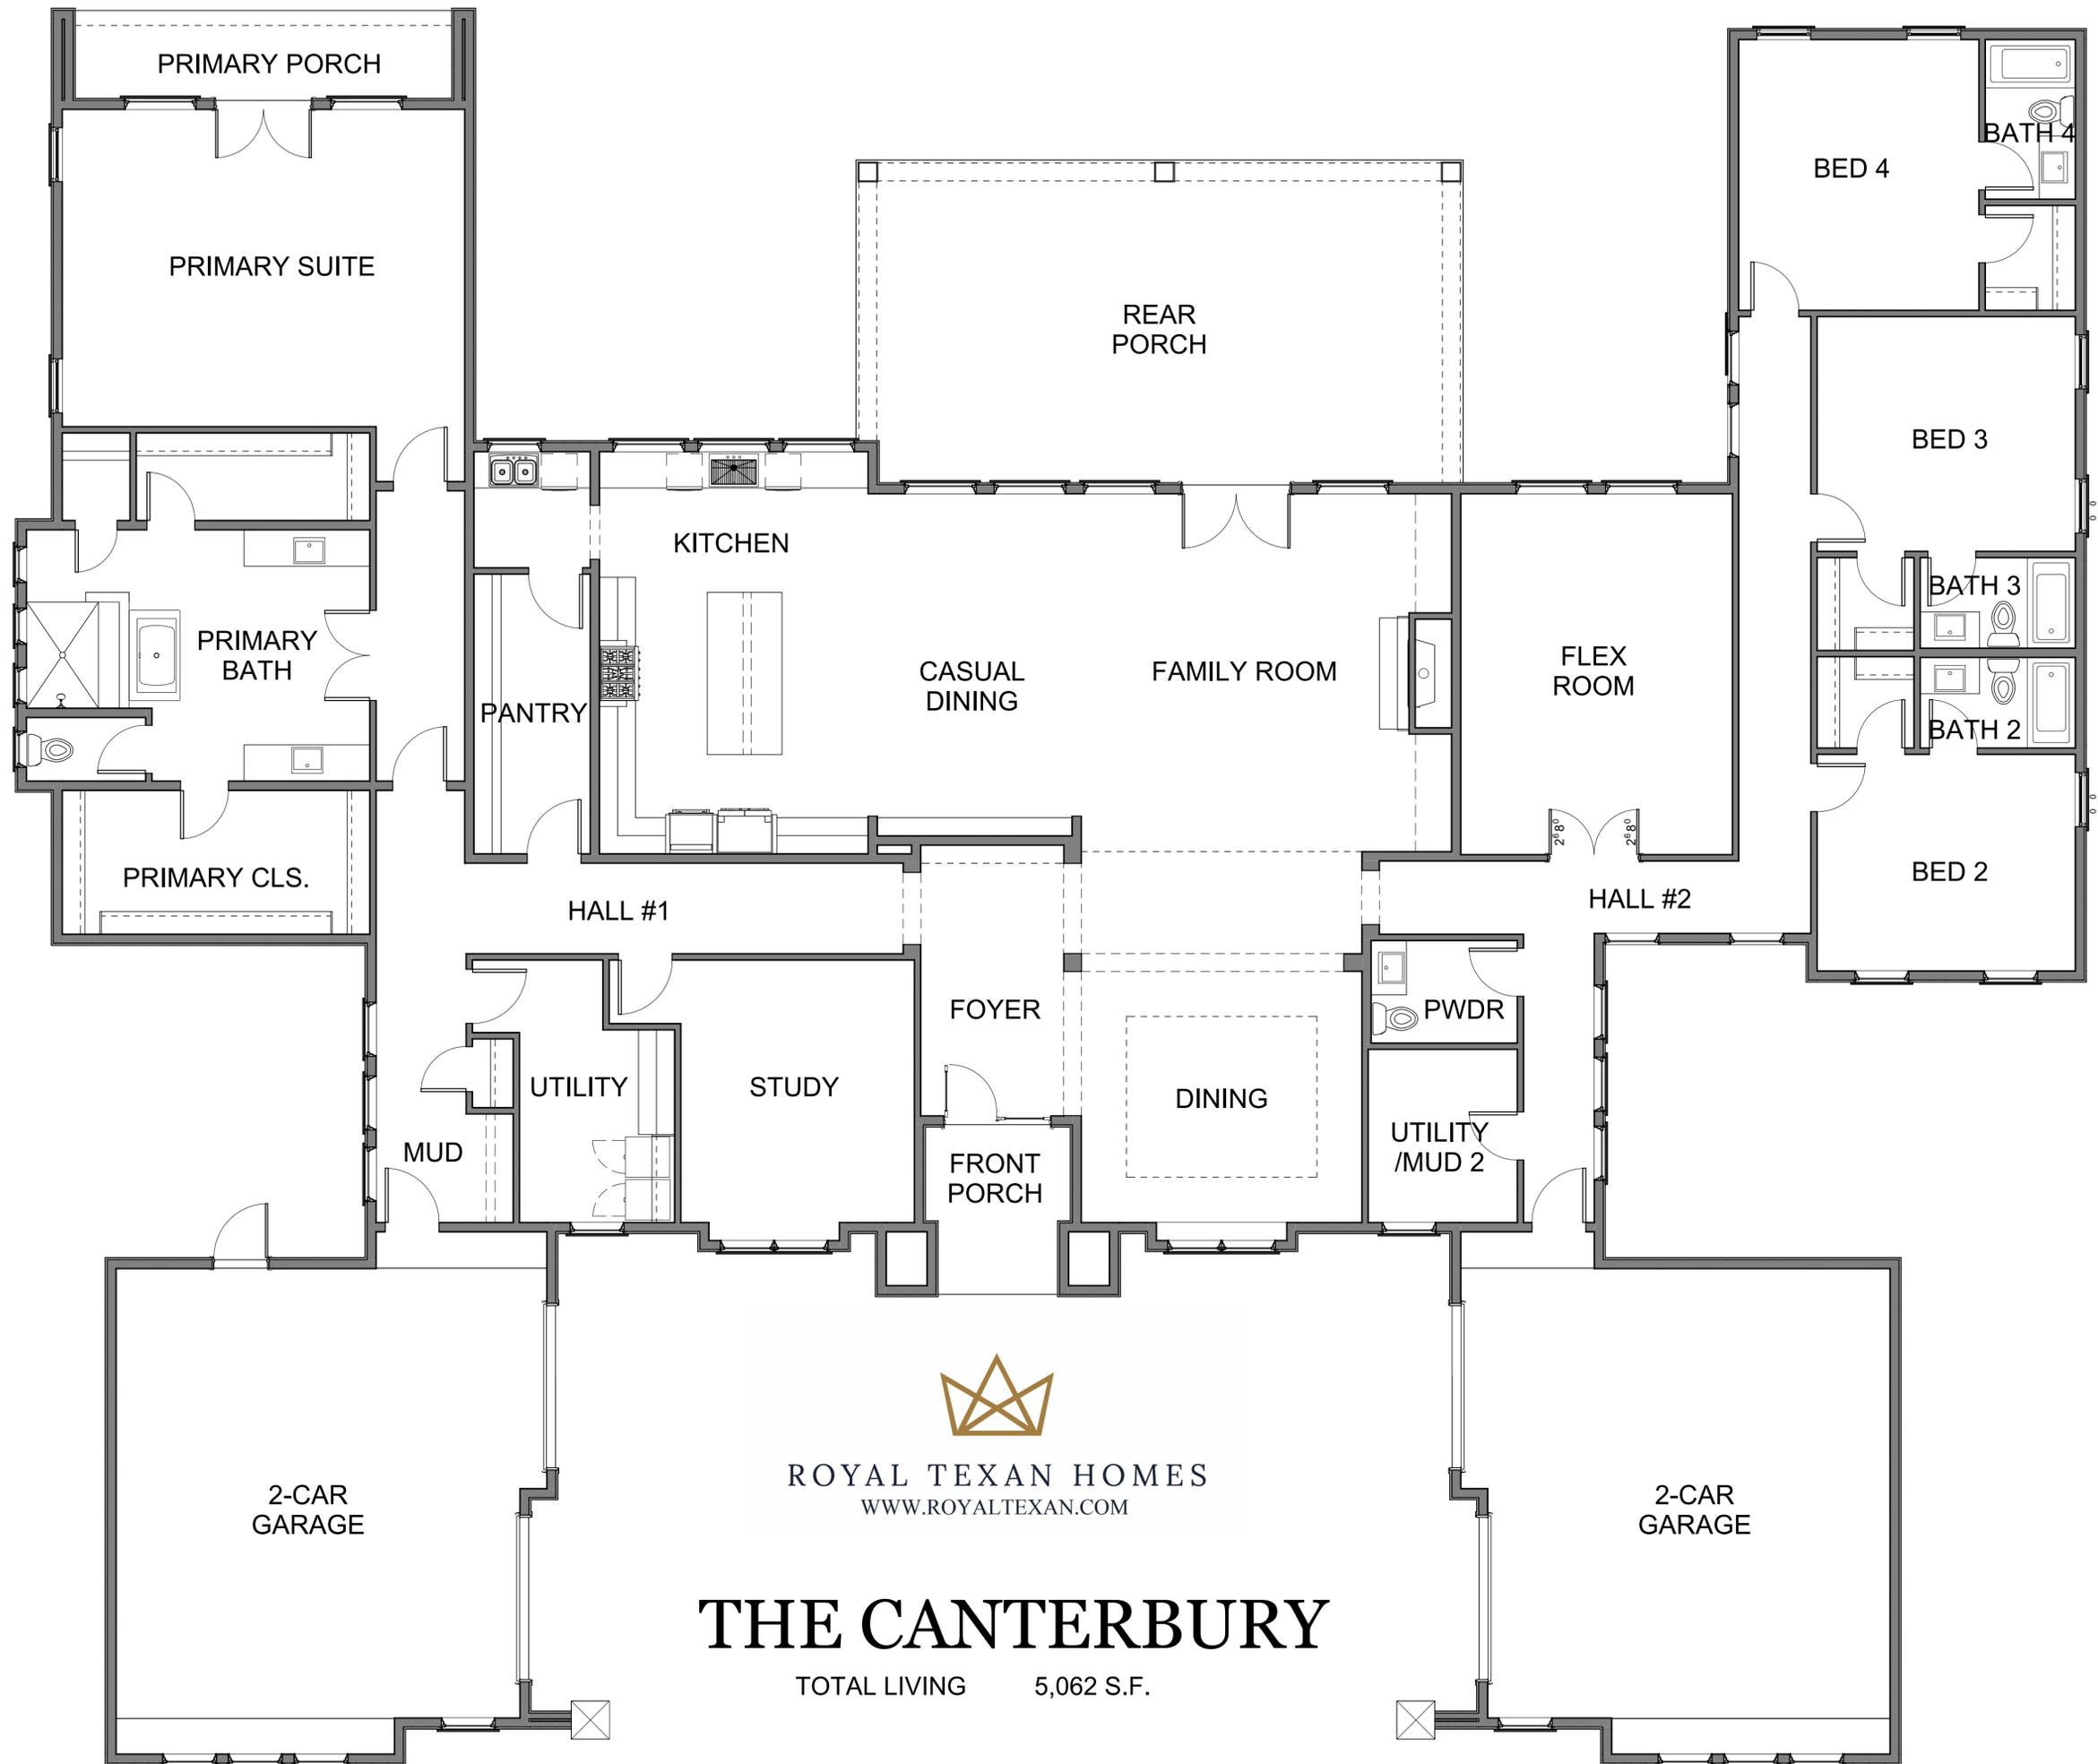 PRIMARY PORCH
BATH 4
BED 4
PRIMARY SUITE
REAR
PORCH
BED 3
KITCHEN
BATH 3
PRIMARY
BATH
CASUAL
DINING
FAMILY ROOM
FLEX
ROOM
PANTRY
BATH 2
2⁶8⁰
2⁶8⁰
PRIMARY CLS.
HALL #1
HALL #2
BED 2
FOYER
PWDR
UTILITY
STUDY
DINING
MUD
FRONT
PORCH
UTILITY
/MUD 2
2-CAR
GARAGE
ROYAL TEXAN HOMES
WWW.ROYALTEXAN.COM
2-CAR
GARAGE
THE CANTERBURY
TOTAL LIVING 5,062 S.F.